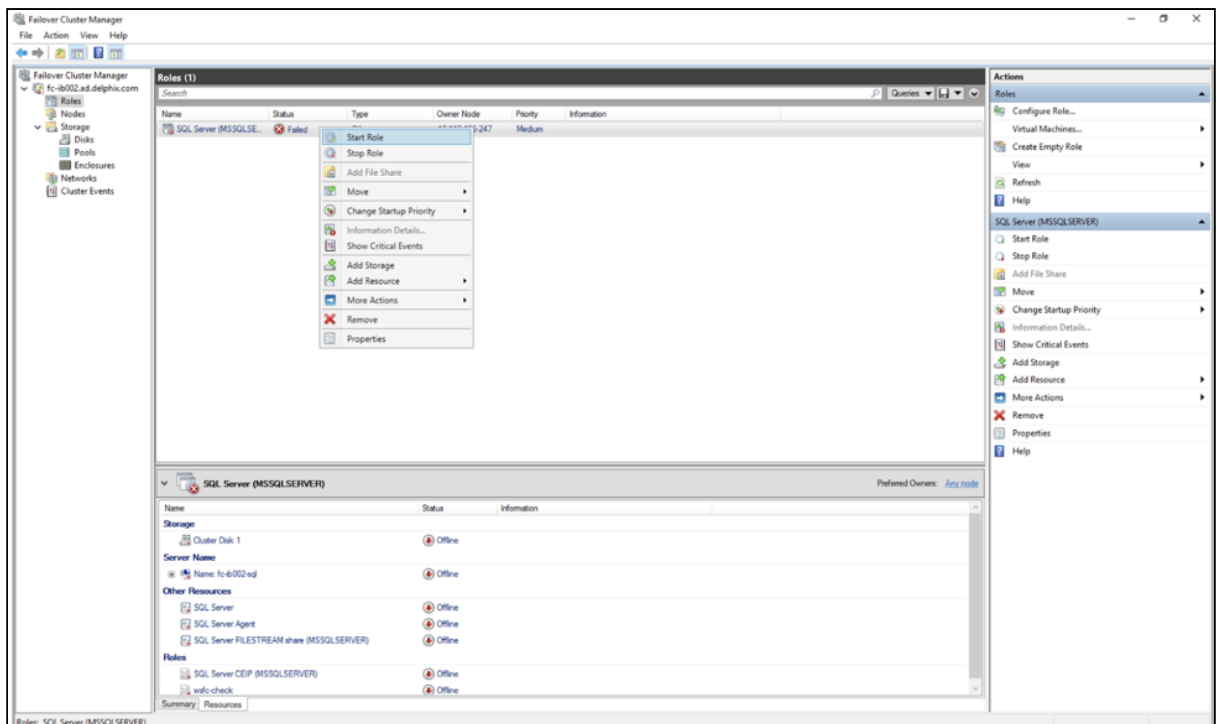 Failover Cluster Manager
File Action View Help
Failover Cluster Manager
fc-ib002.ad.delphix.com
Roles
Nodes
Storage
Disks
Pools
Enclosures
Networks
Cluster Events
Roles (1)
Search
Queries
Name Status Type Owner Node Priority Information
SQL Server (MSSQLSE... Failed Medium
Start Role
Stop Role
Add File Share
Move
Change Startup Priority
Information Details...
Show Critical Events
Add Storage
Add Resource
More Actions
Remove
Properties
SQL Server (MSSQLSERVER) Preferred Owners: Any node
Name Status Information
Storage
Cluster Disk 1 Offline
Server Name
Name: fc-ib002-sql Offline
Other Resources
SQL Server Offline
SQL Server Agent Offline
SQL Server FILESTREAM share (MSSQLSERVER) Offline
Roles
SQL Server CEIP (MSSQLSERVER) Offline
wsfc-check Offline
Summary Resources
Actions
Roles
Configure Role...
Virtual Machines...
Create Empty Role
View
Refresh
Help
SQL Server (MSSQLSERVER)
Start Role
Stop Role
Add File Share
Move
Change Startup Priority
Information Details...
Show Critical Events
Add Storage
Add Resource
More Actions
Remove
Properties
Help
Roles: SQL Server (MSSQLSERVER)